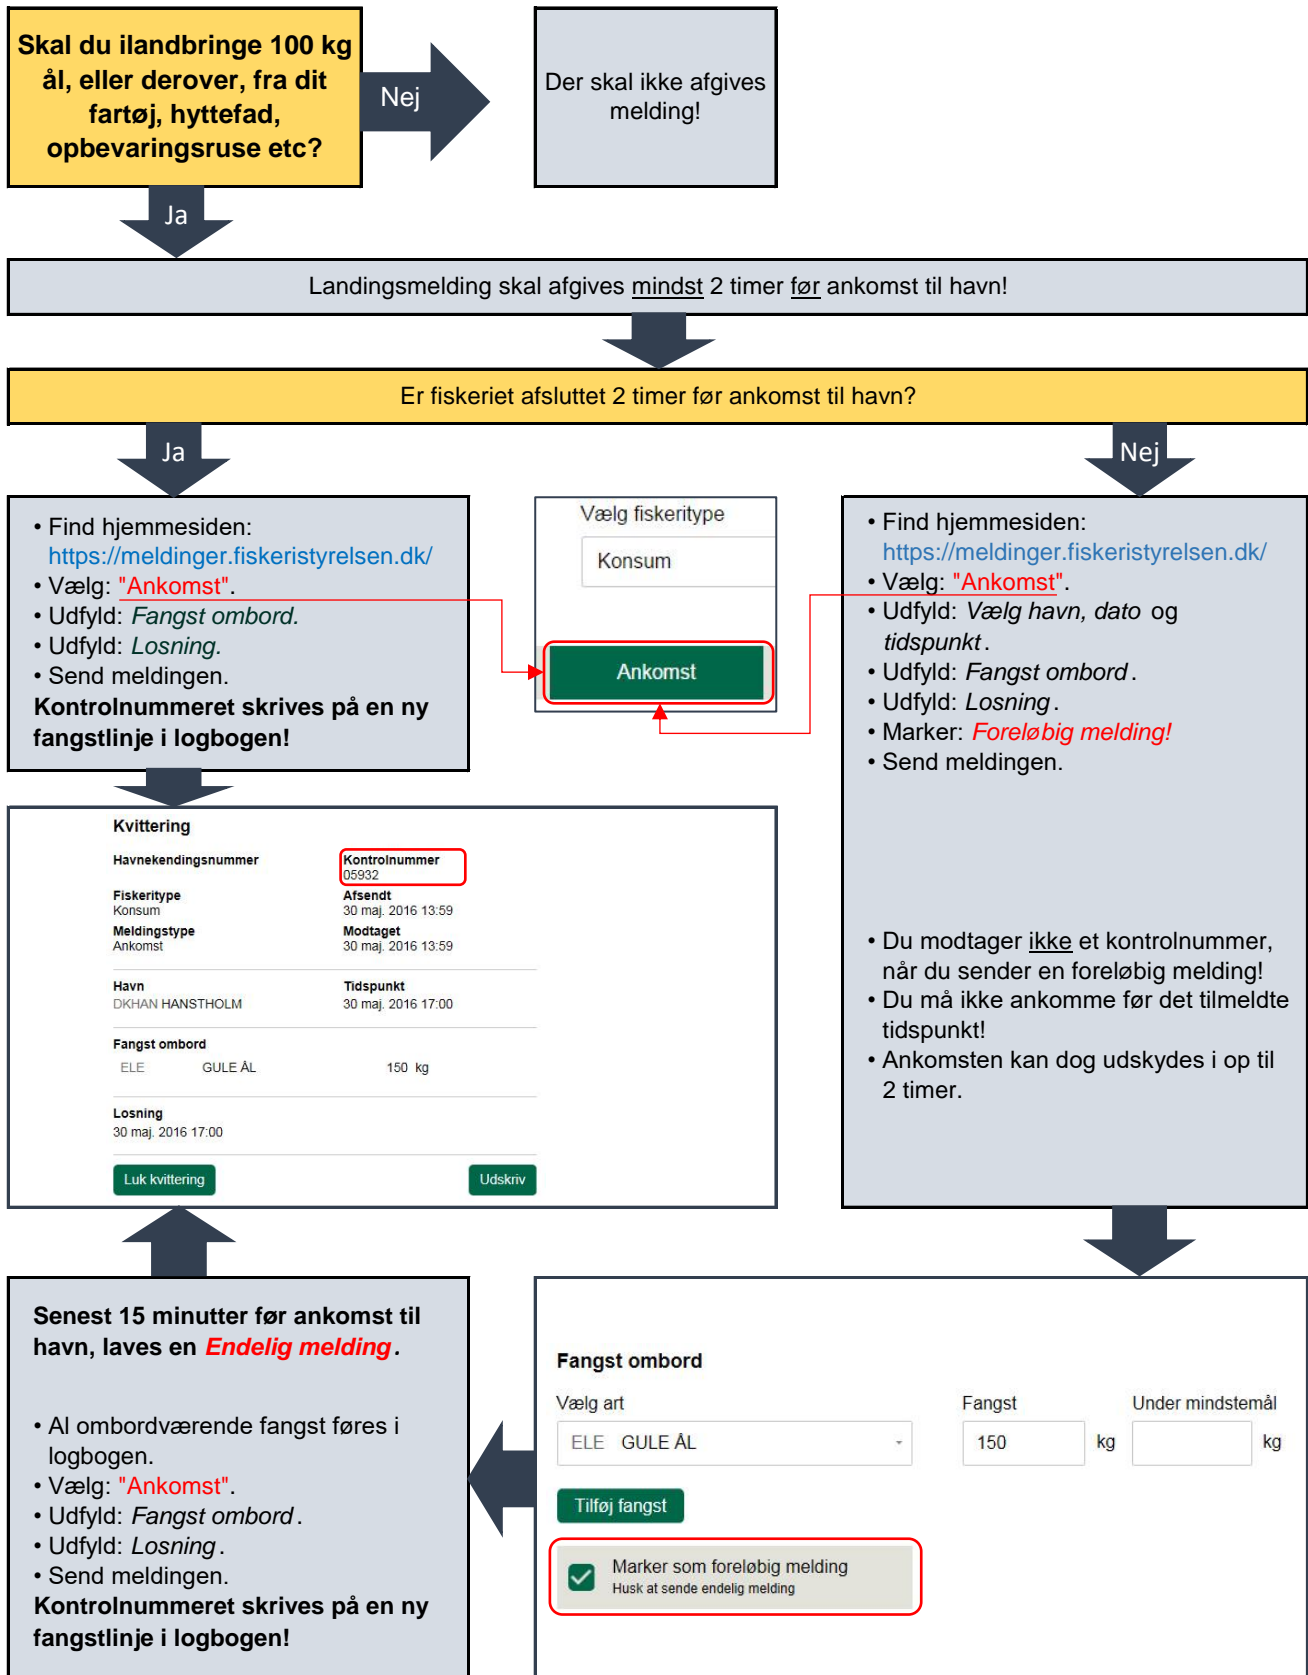 Skal du ilandbringe 100 kg
ål, eller derover, fra dit
fartøj, hyttefad,
opbevaringsruse etc?
Nej
Der skal ikke afgives
melding!
Ja
Landingsmelding skal afgives mindst 2 timer før ankomst til havn!
Er fiskeriet afsluttet 2 timer før ankomst til havn?
Ja
Nej
• Find hjemmesiden:
https://meldinger.fiskeristyrelsen.dk/
• Vælg: "Ankomst".
• Udfyld: Fangst ombord.
• Udfyld: Losning.
• Send meldingen.
Kontrolnummeret skrives på en ny
fangstlinje i logbogen!
Vælg fiskeritype
Konsum
Ankomst
• Find hjemmesiden:
https://meldinger.fiskeristyrelsen.dk/
• Vælg: "Ankomst".
• Udfyld: Vælg havn, dato og
tidspunkt.
• Udfyld: Fangst ombord.
• Udfyld: Losning.
• Marker: Foreløbig melding!
• Send meldingen.
• Du modtager ikke et kontrolnummer,
når du sender en foreløbig melding!
• Du må ikke ankomme før det tilmeldte
tidspunkt!
• Ankomsten kan dog udskydes i op til
2 timer.
Kvittering
Havnekendingsnummer Kontrolnummer
05932
Fiskeritype Afsendt
Konsum 30 maj. 2016 13:59
Meldingstype Modtaget
Ankomst 30 maj. 2016 13:59
Havn Tidspunkt
DKHAN HANSTHOLM 30 maj. 2016 17:00
Fangst ombord
ELE GULE ÅL 150 kg
Losning
30 maj. 2016 17:00
Luk kvittering Udskriv
Senest 15 minutter før ankomst til
havn, laves en Endelig melding.
• Al ombordværende fangst føres i
logbogen.
• Vælg: "Ankomst".
• Udfyld: Fangst ombord.
• Udfyld: Losning.
• Send meldingen.
Kontrolnummeret skrives på en ny
fangstlinje i logbogen!
Fangst ombord
Vælg art Fangst Under mindstemål
ELE GULE ÅL 150 kg kg
Tilføj fangst
Marker som foreløbig melding
Husk at sende endelig melding